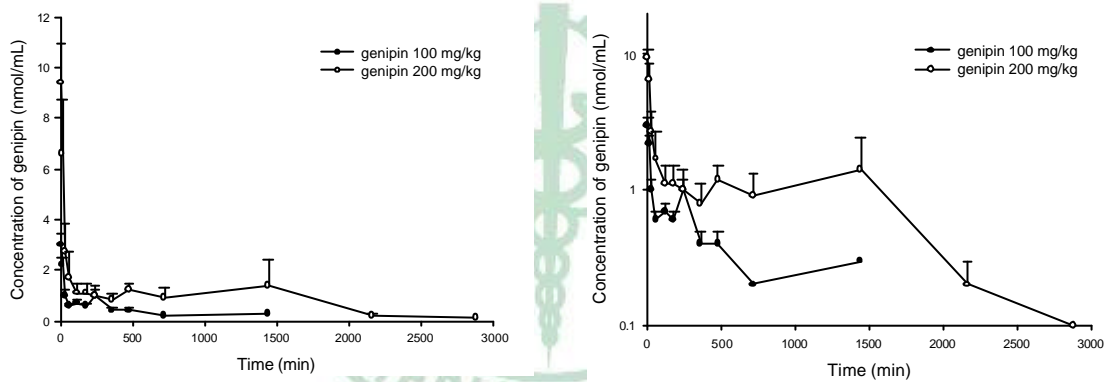 12
10
8
6
4
2
0
Concentration of genipin (nmol/mL)
genipin 100 mg/kg
genipin 200 mg/kg
0 500 1000 1500 2000 2500 3000
Time (min)
10
1
0.1
Concentration of genipin (nmol/mL)
genipin 100 mg/kg
genipin 200 mg/kg
0 500 1000 1500 2000 2500 3000
Time (min)